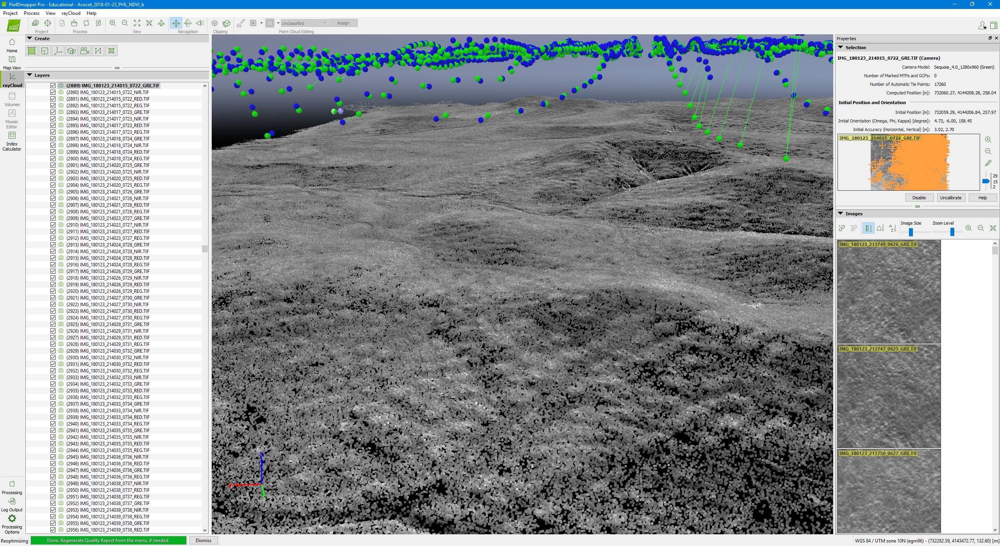 Pix4Dmapper Pro - Educational - Avocet_2018-01-23_PHL_NDVI_b
Project Process View rayCloud Help
PIX4D
Project Process View Navigation Clipping Point Cloud Editing
Unclassified Assign
Home
Map View
rayCloud
Volumes
Mosaic Editor
Index Calculator
Processing
Log Output
Processing Options
Create
Layers
(2889) IMG_180123_214015_0722_GRE.TIF
(2890) IMG_180123_214015_0722_NIR.TIF
(2891) IMG_180123_214015_0722_RED.TIF
(2892) IMG_180123_214015_0722_REG.TIF
(2893) IMG_180123_214017_0723_GRE.TIF
(2894) IMG_180123_214017_0723_NIR.TIF
(2895) IMG_180123_214017_0723_RED.TIF
(2896) IMG_180123_214017_0723_REG.TIF
(2897) IMG_180123_214018_0724_GRE.TIF
(2898) IMG_180123_214018_0724_NIR.TIF
(2899) IMG_180123_214018_0724_RED.TIF
(2900) IMG_180123_214018_0724_REG.TIF
(2901) IMG_180123_214020_0725_GRE.TIF
(2902) IMG_180123_214020_0725_NIR.TIF
(2903) IMG_180123_214020_0725_RED.TIF
(2904) IMG_180123_214020_0725_REG.TIF
(2905) IMG_180123_214021_0726_GRE.TIF
(2906) IMG_180123_214021_0726_NIR.TIF
(2907) IMG_180123_214021_0726_RED.TIF
(2908) IMG_180123_214021_0726_REG.TIF
(2909) IMG_180123_214023_0727_GRE.TIF
(2910) IMG_180123_214023_0727_NIR.TIF
(2911) IMG_180123_214023_0727_RED.TIF
(2912) IMG_180123_214023_0727_REG.TIF
(2913) IMG_180123_214024_0728_GRE.TIF
(2914) IMG_180123_214024_0728_NIR.TIF
(2915) IMG_180123_214024_0728_RED.TIF
(2916) IMG_180123_214024_0728_REG.TIF
(2917) IMG_180123_214026_0729_GRE.TIF
(2918) IMG_180123_214026_0729_NIR.TIF
(2919) IMG_180123_214026_0729_RED.TIF
(2920) IMG_180123_214026_0729_REG.TIF
(2921) IMG_180123_214027_0730_GRE.TIF
(2922) IMG_180123_214027_0730_NIR.TIF
(2923) IMG_180123_214027_0730_RED.TIF
(2924) IMG_180123_214027_0730_REG.TIF
(2925) IMG_180123_214029_0731_GRE.TIF
(2926) IMG_180123_214029_0731_NIR.TIF
(2927) IMG_180123_214029_0731_RED.TIF
(2928) IMG_180123_214029_0731_REG.TIF
(2929) IMG_180123_214030_0732_GRE.TIF
(2930) IMG_180123_214030_0732_NIR.TIF
(2931) IMG_180123_214030_0732_RED.TIF
(2932) IMG_180123_214030_0732_REG.TIF
(2933) IMG_180123_214032_0733_NIR.TIF
(2934) IMG_180123_214032_0733_GRE.TIF
(2935) IMG_180123_214032_0733_RED.TIF
(2936) IMG_180123_214032_0733_REG.TIF
(2937) IMG_180123_214033_0734_GRE.TIF
(2938) IMG_180123_214033_0734_NIR.TIF
(2939) IMG_180123_214033_0734_RED.TIF
(2940) IMG_180123_214033_0734_REG.TIF
(2941) IMG_180123_214035_0735_GRE.TIF
(2942) IMG_180123_214035_0735_NIR.TIF
(2943) IMG_180123_214035_0735_RED.TIF
(2944) IMG_180123_214035_0735_REG.TIF
(2945) IMG_180123_214036_0736_NIR.TIF
(2946) IMG_180123_214036_0736_RED.TIF
(2947) IMG_180123_214036_0736_GRE.TIF
(2948) IMG_180123_214036_0736_REG.TIF
(2949) IMG_180123_214038_0737_NIR.TIF
(2950) IMG_180123_214038_0737_RED.TIF
(2951) IMG_180123_214038_0737_REG.TIF
(2952) IMG_180123_214038_0737_GRE.TIF
(2953) IMG_180123_214039_0738_NIR.TIF
(2954) IMG_180123_214039_0738_REG.TIF
(2955) IMG_180123_214039_0738_GRE.TIF
(2956) IMG_180123_214039_0738_RED.TIF
Properties
Selection
IMG_180123_214015_0722_GRE.TIF (Camera)
Camera Model: Sequoia_4.0_1280x960 (Green)
Number of Marked MTPs and GCPs: 0
Number of Automatic Tie Points: 17260
Computed Position [m]: 732060.27, 4144208.28, 258.04
Initial Position and Orientation
Initial Position [m]: 732059.29, 4144206.84, 257.97
Initial Orientation (Omega, Phi, Kappa) [degree]: 4.73, -6.00, 158.45
Initial Accuracy (Horizontal, Vertical) [m]: 3.02, 2.70
IMG_180123_214015_0722_GRE.TIF
29
15
2
Disable Uncalibrate Help
Images
Image Size Zoom Level
IMG_180123_213749_0626_GRE.TIF
IMG_180123_213747_0625_GRE.TIF
IMG_180123_213750_0627_GRE.TIF
Reoptimizing Done. Regenerate Quality Report from the menu, if needed. Dismiss
WGS 84 / UTM zone 10N (egm96) - (732282.59, 4143472.77, 132.60) [m]